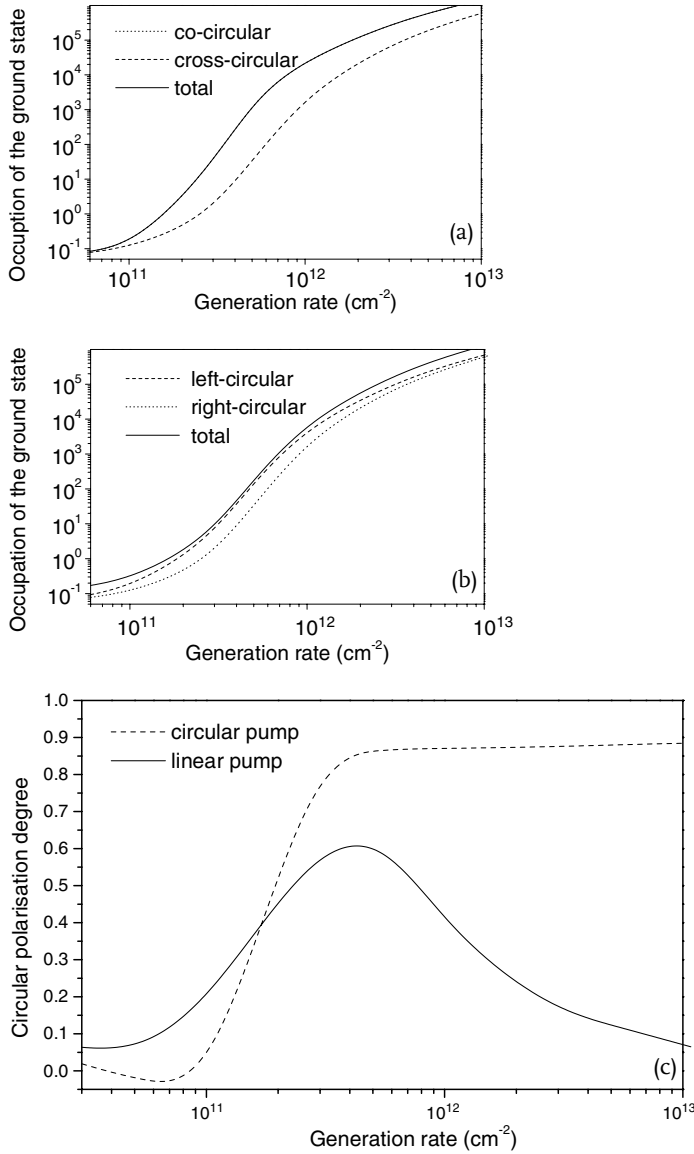 Occuption of the ground state
10^5
10^4
10^3
10^2
10^1
10^0
10^-1
co-circular
cross-circular
total
(a)
10^11 10^12 10^13
Generation rate (cm^-2)
Occupation of the ground state
10^5
10^4
10^3
10^2
10^1
10^0
10^-1
left-circular
right-circular
total
(b)
10^11 10^12 10^13
Generation rate (cm^-2)
Circular polarisation degree
1.0
0.9
0.8
0.7
0.6
0.5
0.4
0.3
0.2
0.1
0.0
circular pump
linear pump
(c)
10^11 10^12 10^13
Generation rate (cm^-2)